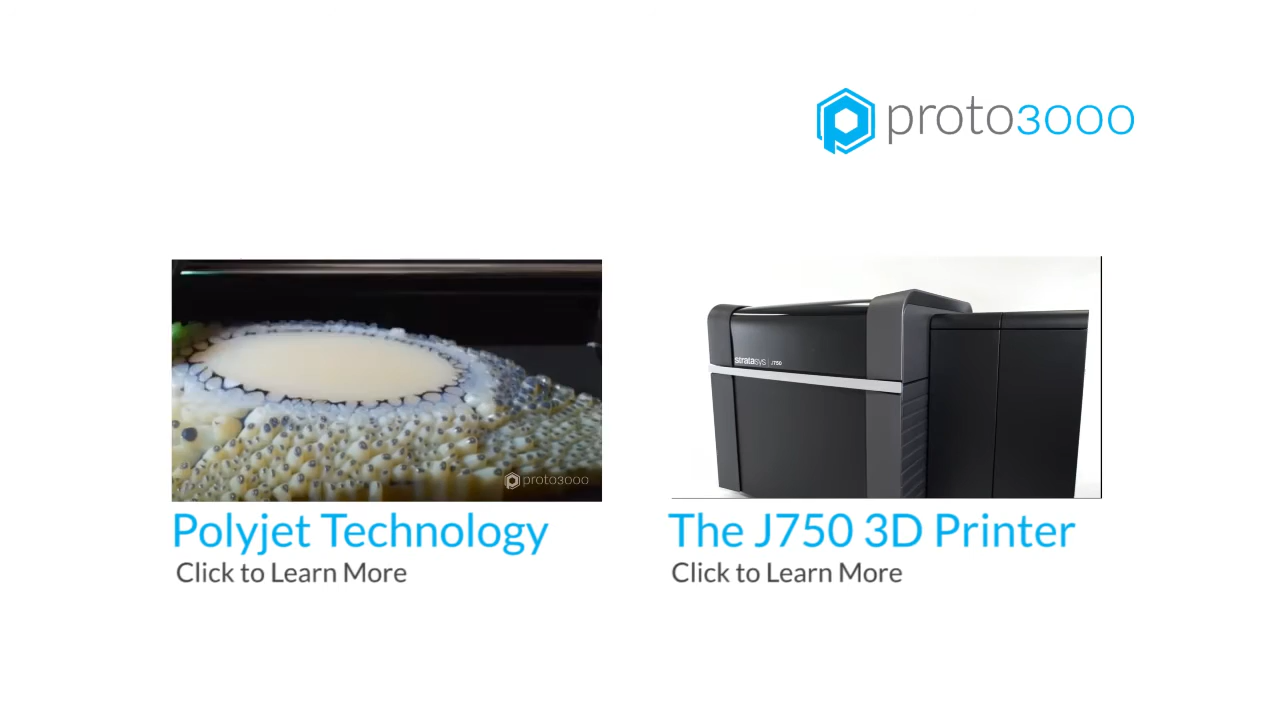 proto3000
stratasys | J750
proto3000
Polyjet Technology
The J750 3D Printer
Click to Learn More
Click to Learn More